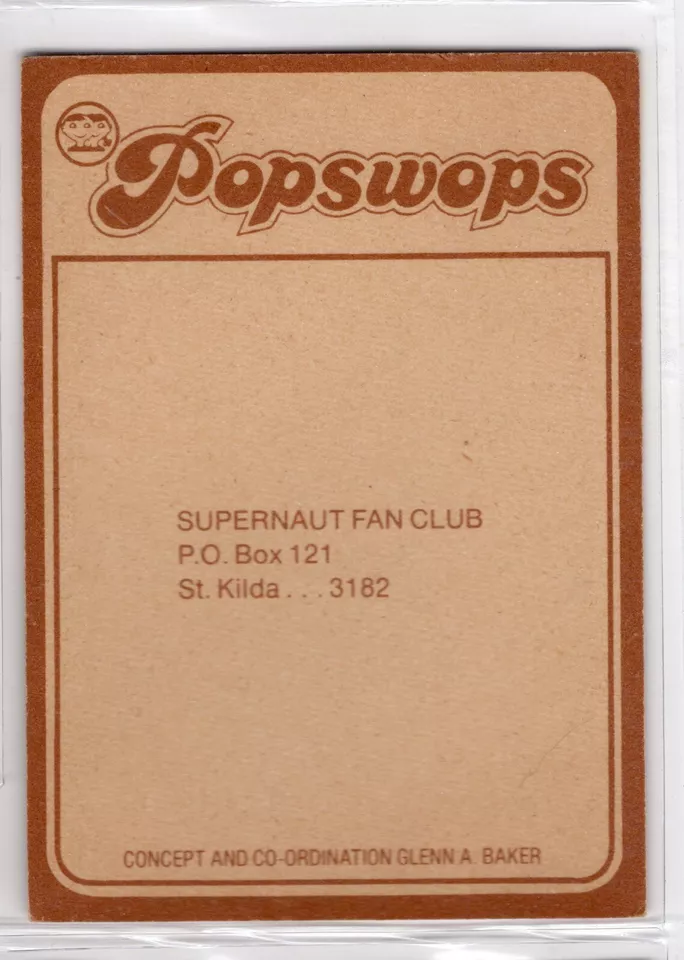 Popswops
SUPERNAUT FAN CLUB
P.O. Box 121
St. Kilda . . . 3182
CONCEPT AND CO-ORDINATION GLENN A. BAKER